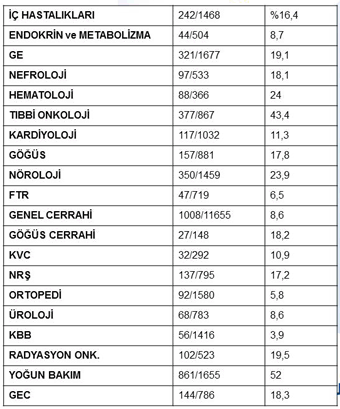 İÇ HASTALIKLARI 242/1468 %16,4
ENDOKRİN ve METABOLİZMA 44/504 8,7
GE 321/1677 19,1
NEFROLOJİ 97/533 18,1
HEMATOLOJİ 88/366 24
TIBBİ ONKOLOJİ 377/867 43,4
KARDİYOLOJİ 117/1032 11,3
GÖĞÜS 157/881 17,8
NÖROLOJİ 350/1459 23,9
FTR 47/719 6,5
GENEL CERRAHİ 1008/11655 8,6
GÖĞÜS CERRAHİ 27/148 18,2
KVC 32/292 10,9
NRŞ 137/795 17,2
ORTOPEDİ 92/1580 5,8
ÜROLOJİ 68/783 8,6
KBB 56/1416 3,9
RADYASYON ONK. 102/523 19,5
YOĞUN BAKIM 861/1655 52
GEC 144/786 18,3